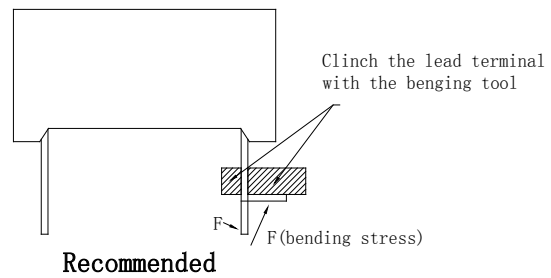 Clinch the lead terminal
with the benging tool
F
F(bending stress)
Recommended